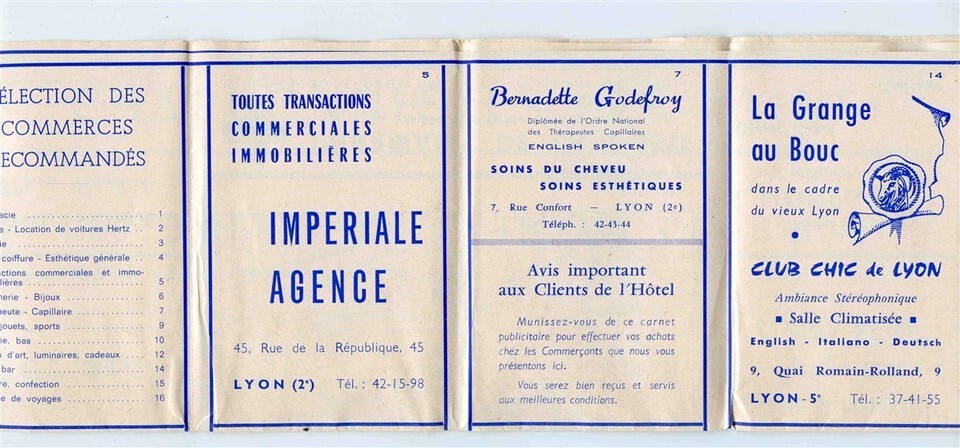 ÉLECTION DES
COMMERCES
ECOMMANDÉS
acie .......................... 1
e - Location de voitures Hertz .. 2
ie .......................... 3
coiffure - Esthétique générale .. 4
ctions commerciales et immo-
lières .......................... 5
nerie - Bijoux .......................... 6
peute - Capillaire .......................... 7
jouets, sports .......................... 9
ie, bas .......................... 10
s d'art, luminaires, cadeaux .... 12
bar .......................... 14
re, confection .......................... 15
e de voyages .......................... 16
5
TOUTES TRANSACTIONS
COMMERCIALES
IMMOBILIÈRES
IMPERIALE
AGENCE
45, Rue de la République, 45
LYON (2e) Tél. : 42-15-98
7
Bernadette Godefroy
Diplômée de l'Ordre National
des Thérapeutes Capillaires
ENGLISH SPOKEN
SOINS DU CHEVEU
SOINS ESTHÉTIQUES
7, Rue Confort — LYON (2e)
Téléph. : 42-43-44
Avis important
aux Clients de l'Hôtel
Munissez-vous de ce carnet
publicitaire pour effectuer vos achats
chez les Commerçants que nous vous
présentons ici.
Vous serez bien reçus et servis
aux meilleures conditions.
14
La Grange
au Bouc
dans le cadre
du vieux Lyon
CLUB CHIC de LYON
Ambiance Stéréophonique
▪ Salle Climatisée ▪
English - Italiano - Deutsch
9, Quai Romain-Rolland, 9
LYON - 5e Tél. : 37-41-55